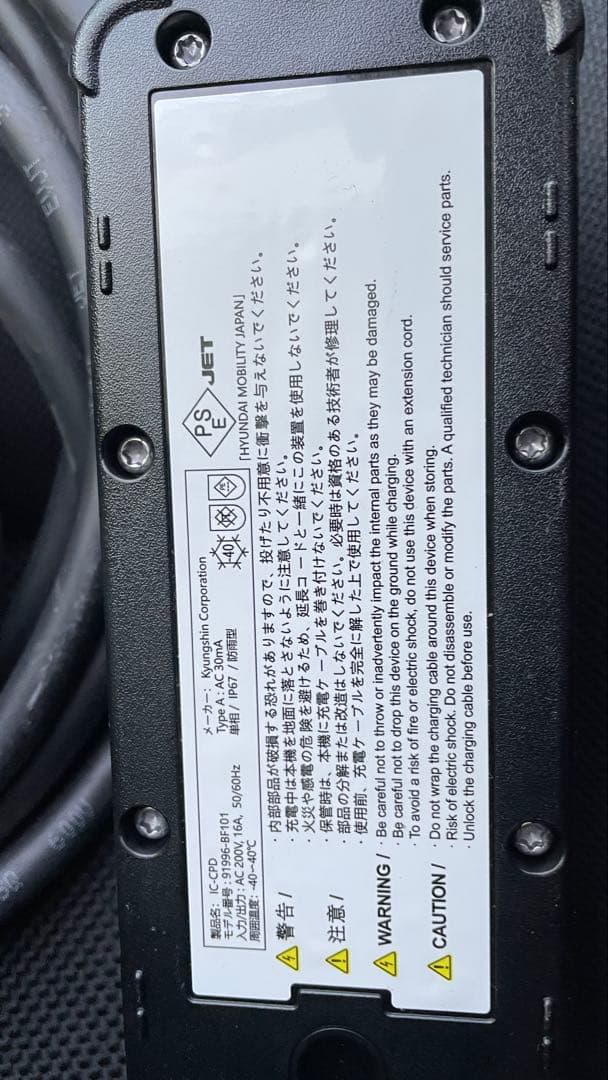 製品名: IC-CPD
モデル番号: 91996-BF101
入力/出力: AC 200V, 16A, 50/60Hz
周囲温度: -40~40℃
メーカー: Kyungshin Corporation
Type A: AC 30mA
単相 / IP67 / 防雨型
40
PS
E
JET
[HYUNDAI MOBILITY JAPAN]
警告 /
· 内部部品が破損する恐れがありますので、投げたり不用意に衝撃を与えないでください。
· 充電中は本機を地面に落とさないように注意してください。
· 火災や感電の危険を避けるため、延長コードと一緒にこの装置を使用しないでください。
注意 /
· 保管時は、本機に充電ケーブルを巻き付けないでください。
· 部品の分解または改造はしないでください。必要時は資格のある技術者が修理してください。
· 使用前、充電ケーブルを完全に解した上で使用してください。
WARNING /
· Be careful not to throw or inadvertently impact the internal parts as they may be damaged.
· Be careful not to drop this device on the ground while charging.
· To avoid a risk of fire or electric shock, do not use this device with an extension cord.
CAUTION /
· Do not wrap the charging cable around this device when storing.
· Risk of electric shock. Do not disassemble or modify the parts. A qualified technician should service parts.
· Unlock the charging cable before use.